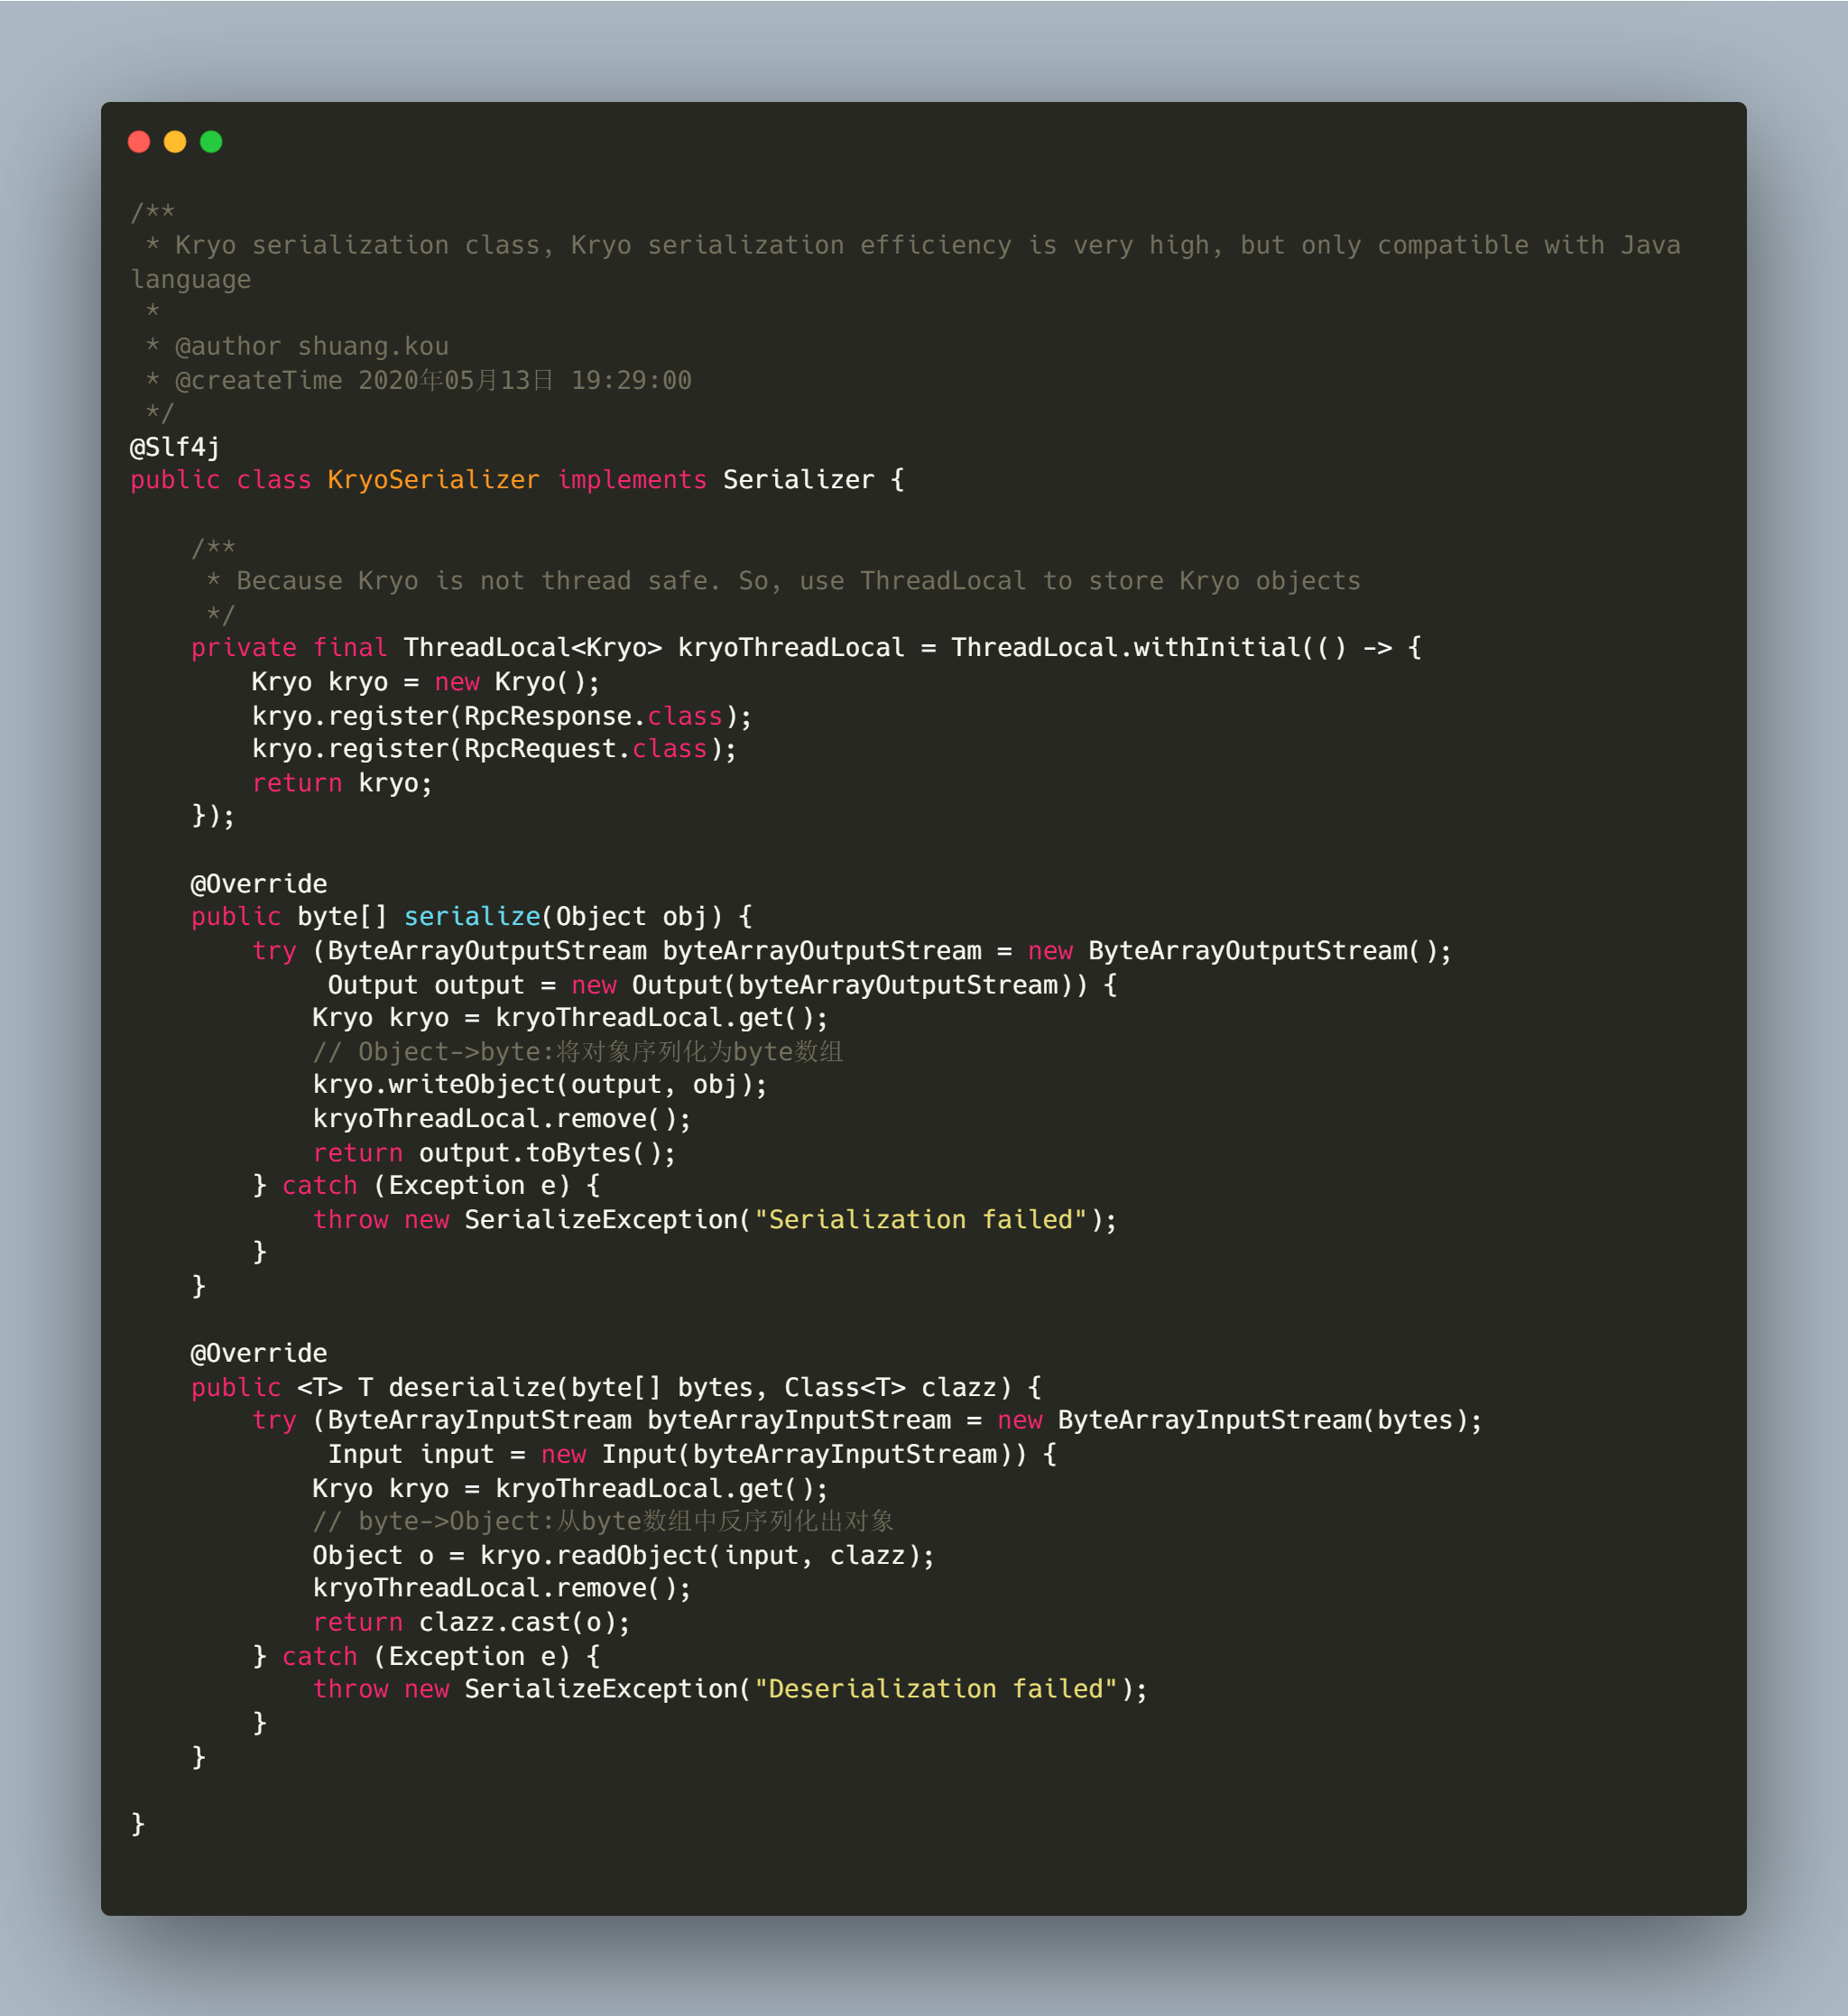 /**
 * Kryo serialization class, Kryo serialization efficiency is very high, but only compatible with Java
language
 *
 * @author shuang.kou
 * @createTime 2020年05月13日 19:29:00
 */
@Slf4j
public class KryoSerializer implements Serializer {

    /**
     * Because Kryo is not thread safe. So, use ThreadLocal to store Kryo objects
     */
    private final ThreadLocal<Kryo> kryoThreadLocal = ThreadLocal.withInitial(() -> {
        Kryo kryo = new Kryo();
        kryo.register(RpcResponse.class);
        kryo.register(RpcRequest.class);
        return kryo;
    });

    @Override
    public byte[] serialize(Object obj) {
        try (ByteArrayOutputStream byteArrayOutputStream = new ByteArrayOutputStream();
             Output output = new Output(byteArrayOutputStream)) {
            Kryo kryo = kryoThreadLocal.get();
            // Object->byte:将对象序列化为byte数组
            kryo.writeObject(output, obj);
            kryoThreadLocal.remove();
            return output.toBytes();
        } catch (Exception e) {
            throw new SerializeException("Serialization failed");
        }
    }

    @Override
    public <T> T deserialize(byte[] bytes, Class<T> clazz) {
        try (ByteArrayInputStream byteArrayInputStream = new ByteArrayInputStream(bytes);
             Input input = new Input(byteArrayInputStream)) {
            Kryo kryo = kryoThreadLocal.get();
            // byte->Object:从byte数组中反序列化出对象
            Object o = kryo.readObject(input, clazz);
            kryoThreadLocal.remove();
            return clazz.cast(o);
        } catch (Exception e) {
            throw new SerializeException("Deserialization failed");
        }
    }

}